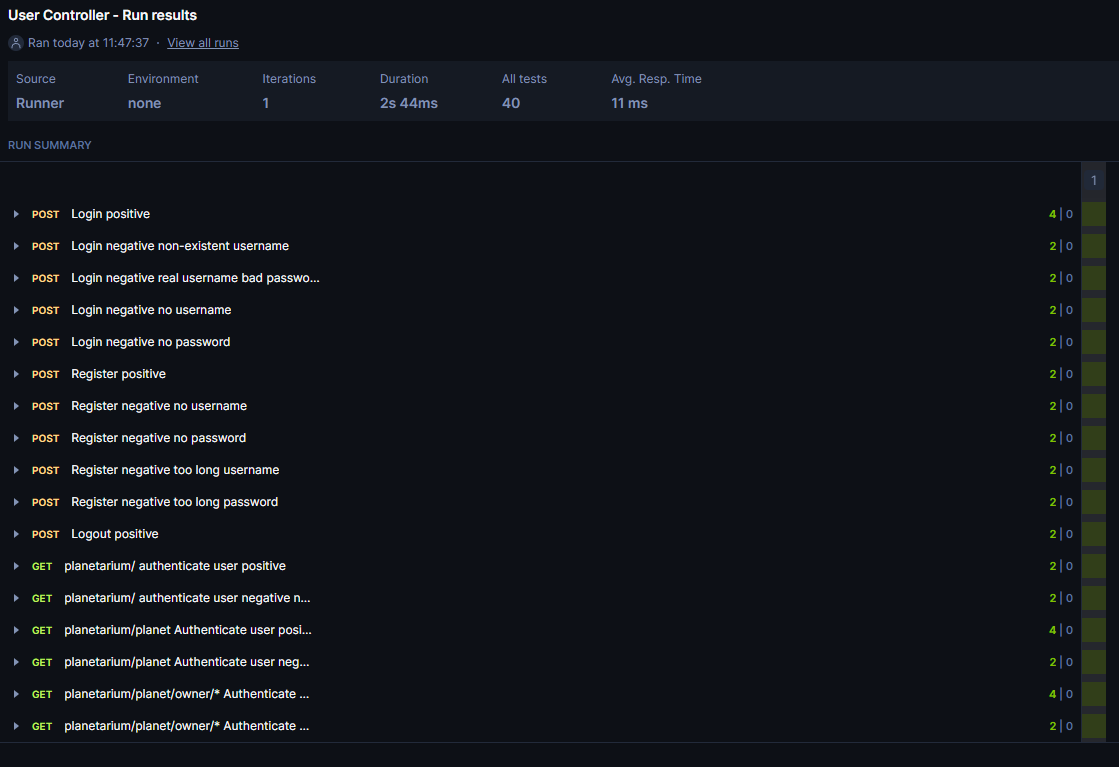 User Controller - Run results
Ran today at 11:47:37 · View all runs
Source Environment Iterations Duration All tests Avg. Resp. Time
Runner none 1 2s 44ms 40 11 ms
RUN SUMMARY
1
POST Login positive 4 | 0
POST Login negative non-existent username 2 | 0
POST Login negative real username bad passwo... 2 | 0
POST Login negative no username 2 | 0
POST Login negative no password 2 | 0
POST Register positive 2 | 0
POST Register negative no username 2 | 0
POST Register negative no password 2 | 0
POST Register negative too long username 2 | 0
POST Register negative too long password 2 | 0
POST Logout positive 2 | 0
GET planetarium/ authenticate user positive 2 | 0
GET planetarium/ authenticate user negative n... 2 | 0
GET planetarium/planet Authenticate user posi... 4 | 0
GET planetarium/planet Authenticate user neg... 2 | 0
GET planetarium/planet/owner/* Authenticate ... 4 | 0
GET planetarium/planet/owner/* Authenticate ... 2 | 0